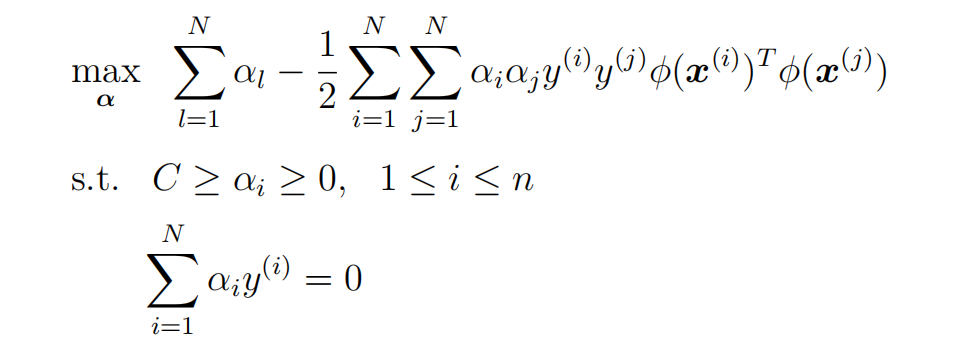 max_α ∑_{l=1}^{N} α_l − 1/2 ∑_{i=1}^{N} ∑_{j=1}^{N} α_i α_j y^{(i)} y^{(j)} ϕ(x^{(i)})^T ϕ(x^{(j)})
s.t. C ≥ α_i ≥ 0, 1 ≤ i ≤ n
∑_{i=1}^{N} α_i y^{(i)} = 0